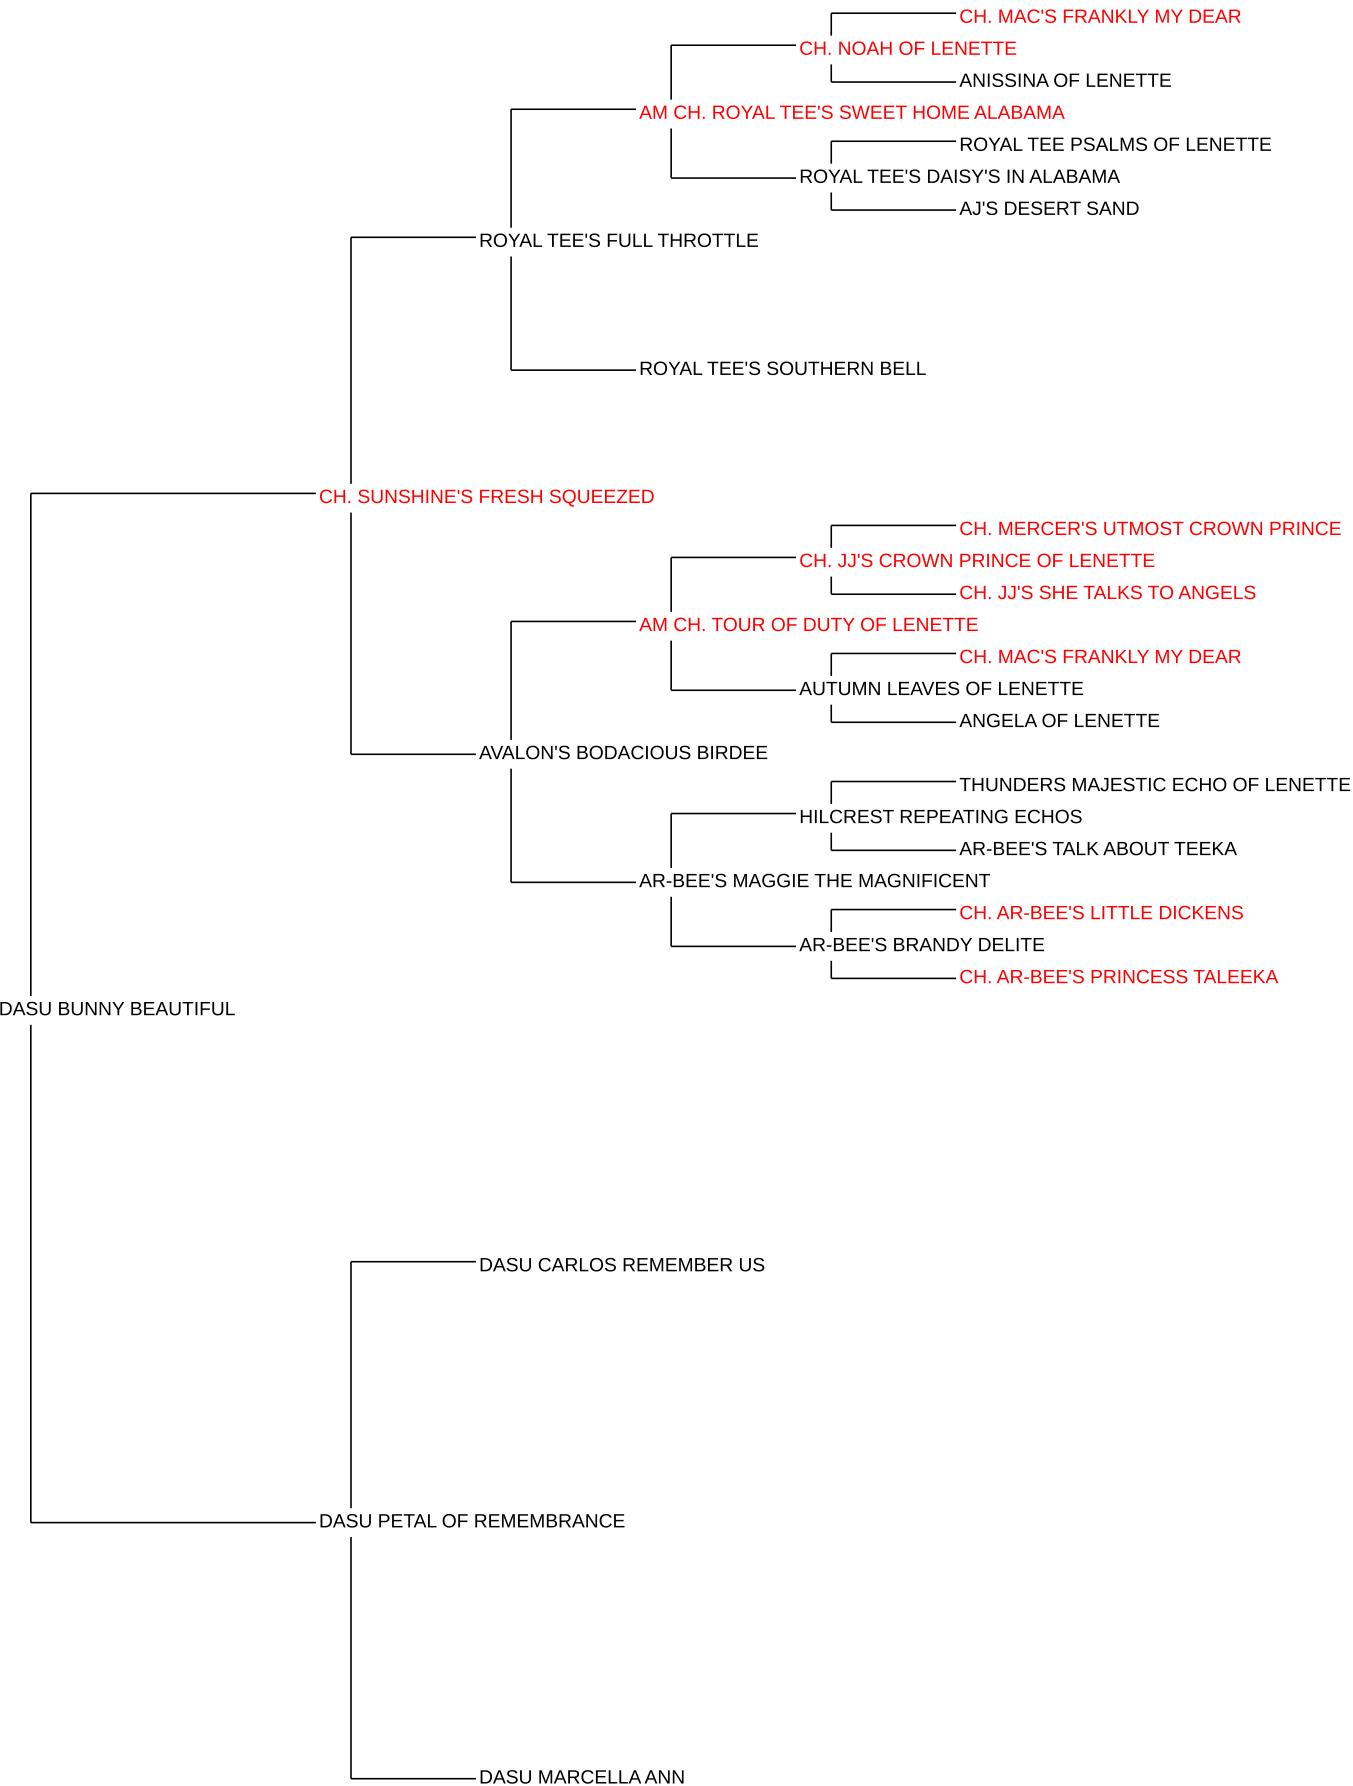 CH. MAC'S FRANKLY MY DEAR
CH. NOAH OF LENETTE
ANISSINA OF LENETTE
AM CH. ROYAL TEE'S SWEET HOME ALABAMA
ROYAL TEE PSALMS OF LENETTE
ROYAL TEE'S DAISY'S IN ALABAMA
AJ'S DESERT SAND
ROYAL TEE'S FULL THROTTLE
ROYAL TEE'S SOUTHERN BELL
CH. SUNSHINE'S FRESH SQUEEZED
CH. MERCER'S UTMOST CROWN PRINCE
CH. JJ'S CROWN PRINCE OF LENETTE
CH. JJ'S SHE TALKS TO ANGELS
AM CH. TOUR OF DUTY OF LENETTE
CH. MAC'S FRANKLY MY DEAR
AUTUMN LEAVES OF LENETTE
ANGELA OF LENETTE
AVALON'S BODACIOUS BIRDEE
THUNDERS MAJESTIC ECHO OF LENETTE
HILCREST REPEATING ECHOS
AR-BEE'S TALK ABOUT TEEKA
AR-BEE'S MAGGIE THE MAGNIFICENT
CH. AR-BEE'S LITTLE DICKENS
AR-BEE'S BRANDY DELITE
CH. AR-BEE'S PRINCESS TALEEKA
DASU BUNNY BEAUTIFUL
DASU CARLOS REMEMBER US
DASU PETAL OF REMEMBRANCE
DASU MARCELLA ANN